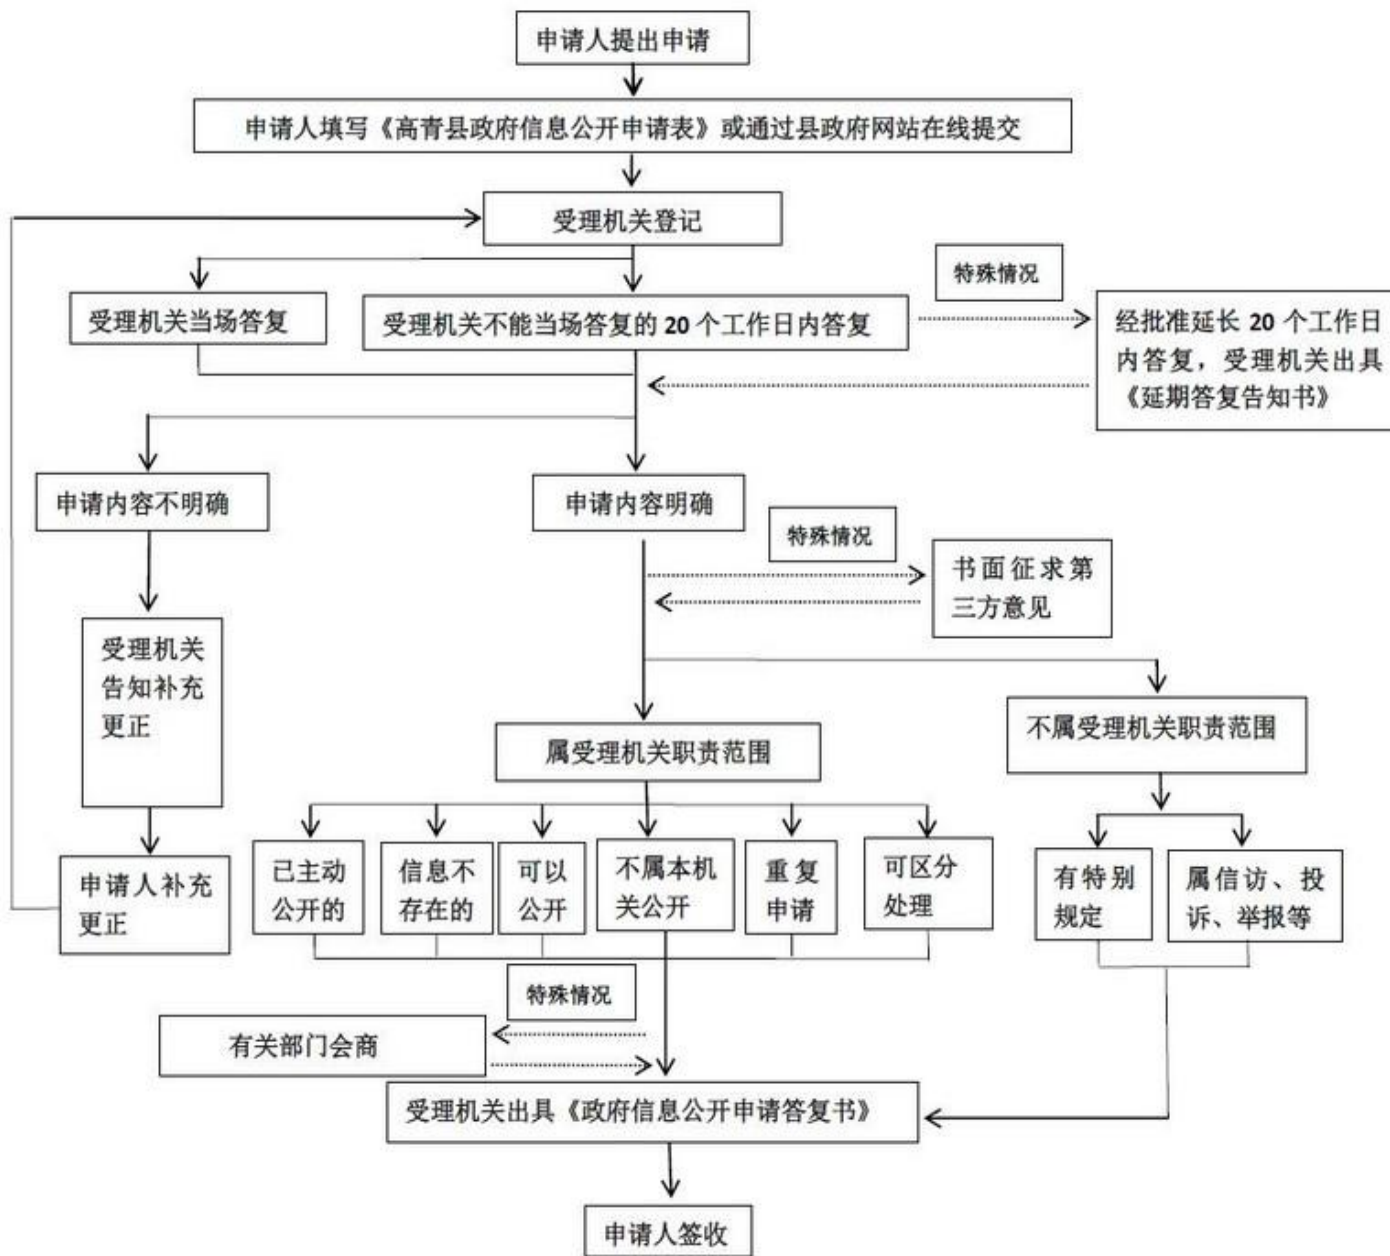 申请人提出申请
申请人填写《高青县政府信息公开申请表》或通过县政府网站在线提交
受理机关登记
特殊情况
受理机关当场答复
受理机关不能当场答复的 20 个工作日内答复
经批准延长 20 个工作日
内答复，受理机关出具
《延期答复告知书》
申请内容不明确
申请内容明确
特殊情况
书面征求第
三方意见
受理机关
告知补充
更正
属受理机关职责范围
不属受理机关职责范围
申请人补充
更正
已主动
公开的
信息不
存在的
可以
公开
不属本机
关公开
重复
申请
可区分
处理
有特别
规定
属信访、投
诉、举报等
特殊情况
有关部门会商
受理机关出具《政府信息公开申请答复书》
申请人签收